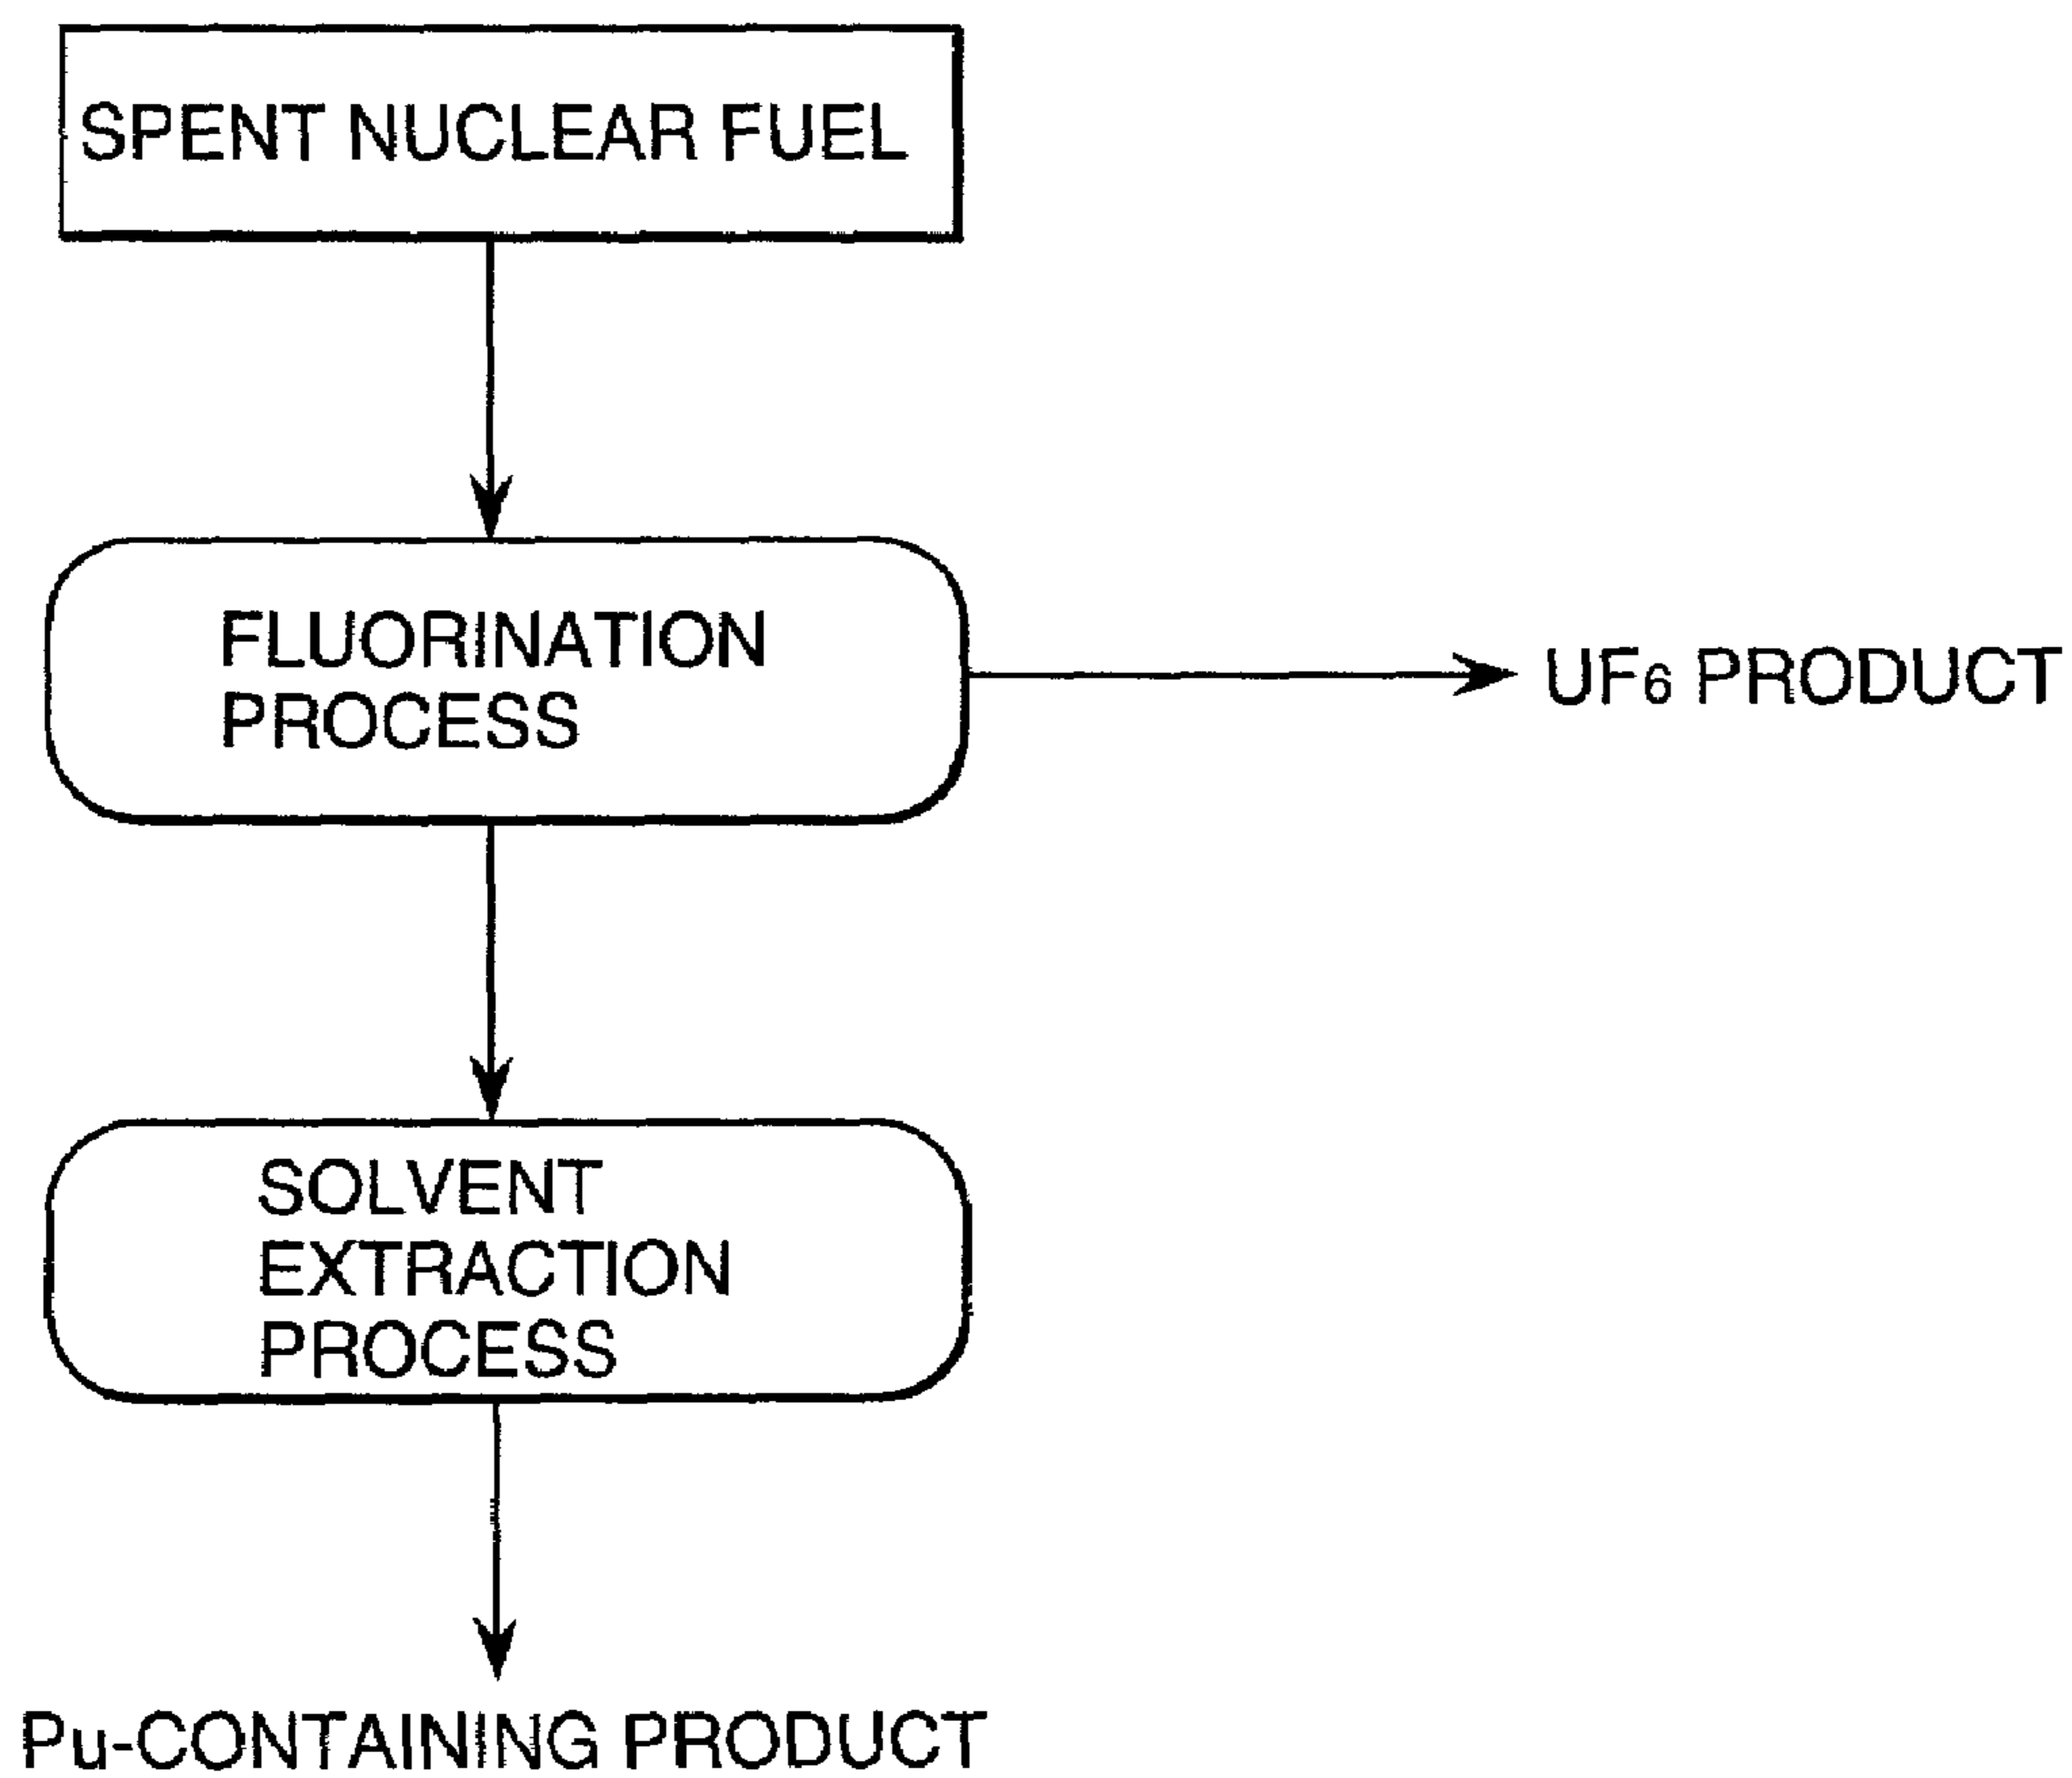 SPENT NUCLEAR FUEL
FLUORINATION
PROCESS
UF₆ PRODUCT
SOLVENT
EXTRACTION
PROCESS
Pu-CONTAINING PRODUCT